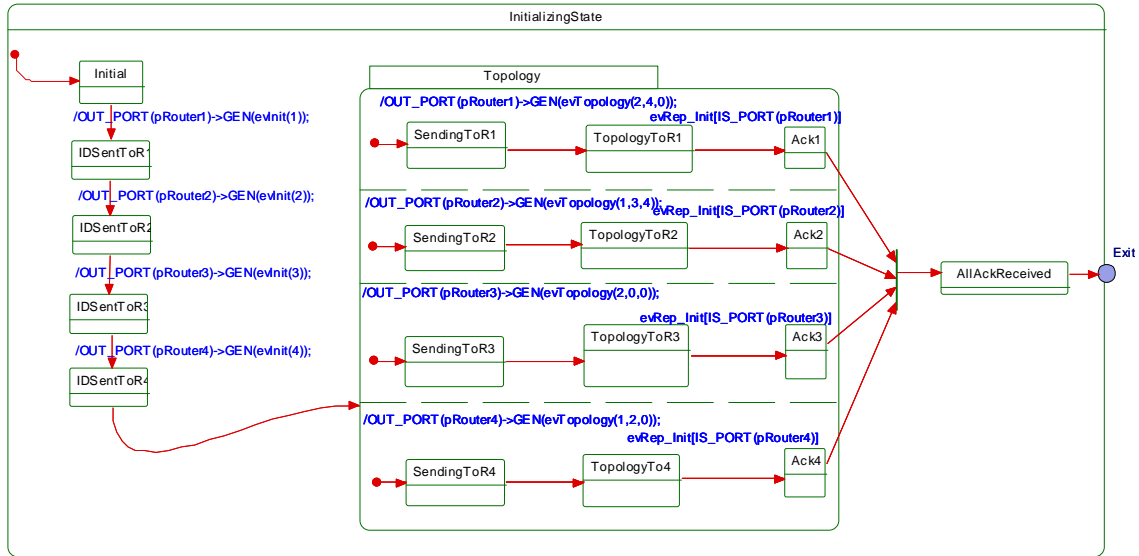 InitializingState
Initial
/OUT_PORT(pRouter1)->GEN(evInit(1));
IDSentToR1
/OUT_PORT(pRouter2)->GEN(evInit(2));
IDSentToR2
/OUT_PORT(pRouter3)->GEN(evInit(3));
IDSentToR3
/OUT_PORT(pRouter4)->GEN(evInit(4));
IDSentToR4
Topology
/OUT_PORT(pRouter1)->GEN(evTopology(2,4,0));
evRep_Init[IS_PORT(pRouter1)]
SendingToR1
TopologyToR1
Ack1
/OUT_PORT(pRouter2)->GEN(evTopology(1,3,4));
evRep_Init[IS_PORT(pRouter2)]
SendingToR2
TopologyToR2
Ack2
/OUT_PORT(pRouter3)->GEN(evTopology(2,0,0));
evRep_Init[IS_PORT(pRouter3)]
SendingToR3
TopologyToR3
Ack3
/OUT_PORT(pRouter4)->GEN(evTopology(1,2,0));
evRep_Init[IS_PORT(pRouter4)]
SendingToR4
TopologyTo4
Ack4
AllAckReceived
Exit